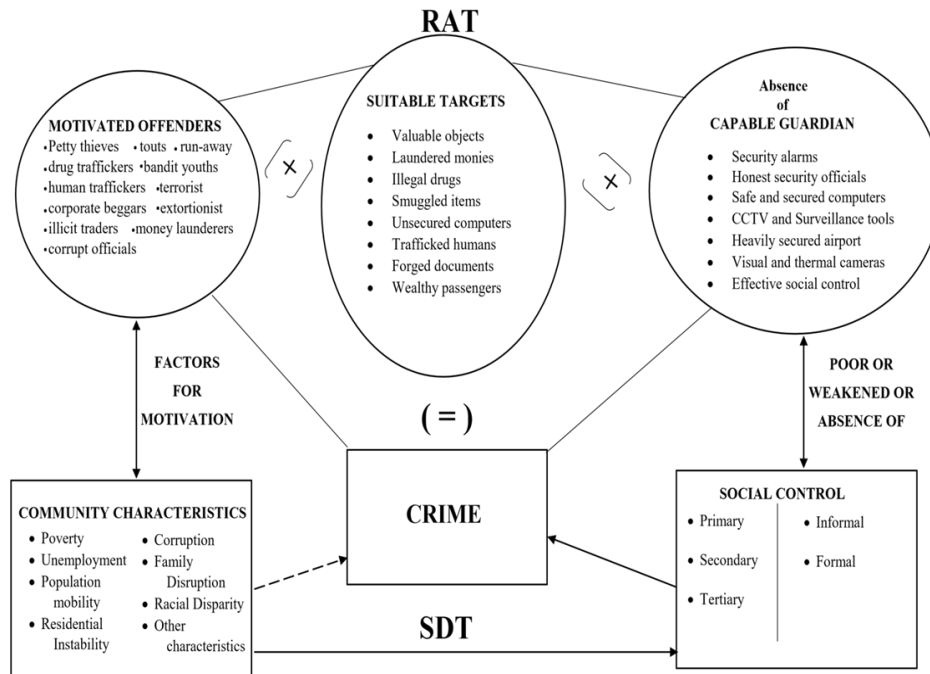 RAT
MOTIVATED OFFENDERS
•Petty thieves •touts •run-away
•drug traffickers •bandit youths
•human traffickers •terrorist
•corporate beggars •extortionist
•illicit traders •money launderers
•corrupt officials
×
SUITABLE TARGETS
• Valuable objects
• Laundered monies
• Illegal drugs
• Smuggled items
• Unsecured computers
• Trafficked humans
• Forged documents
• Wealthy passengers
×
Absence
of
CAPABLE GUARDIAN
• Security alarms
• Honest security officials
• Safe and secured computers
• CCTV and Surveillance tools
• Heavily secured airport
• Visual and thermal cameras
• Effective social control
FACTORS
FOR
MOTIVATION
( = )
POOR OR
WEAKENED OR
ABSENCE OF
COMMUNITY CHARACTERISTICS
• Poverty
• Unemployment
• Population
mobility
• Residential
Instability
• Corruption
• Family
Disruption
• Racial Disparity
• Other
characteristics
CRIME
SOCIAL CONTROL
• Primary
• Secondary
• Tertiary
• Informal
• Formal
SDT